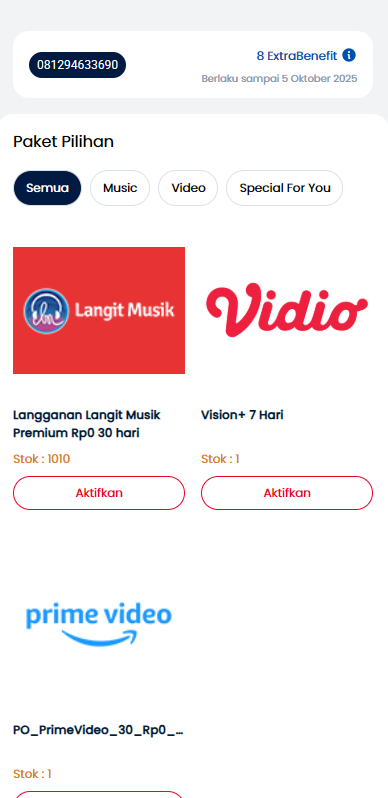 081294633690
8 ExtraBenefit
Berlaku sampai 5 Oktober 2025
Paket Pilihan
Semua
Music
Video
Special For You
Langit Musik
Vidio
Langganan Langit Musik
Premium Rp0 30 hari
Vision+ 7 Hari
Stok : 1010
Stok : 1
Aktifkan
Aktifkan
prime video
PO_PrimeVideo_30_Rp0_...
Stok : 1